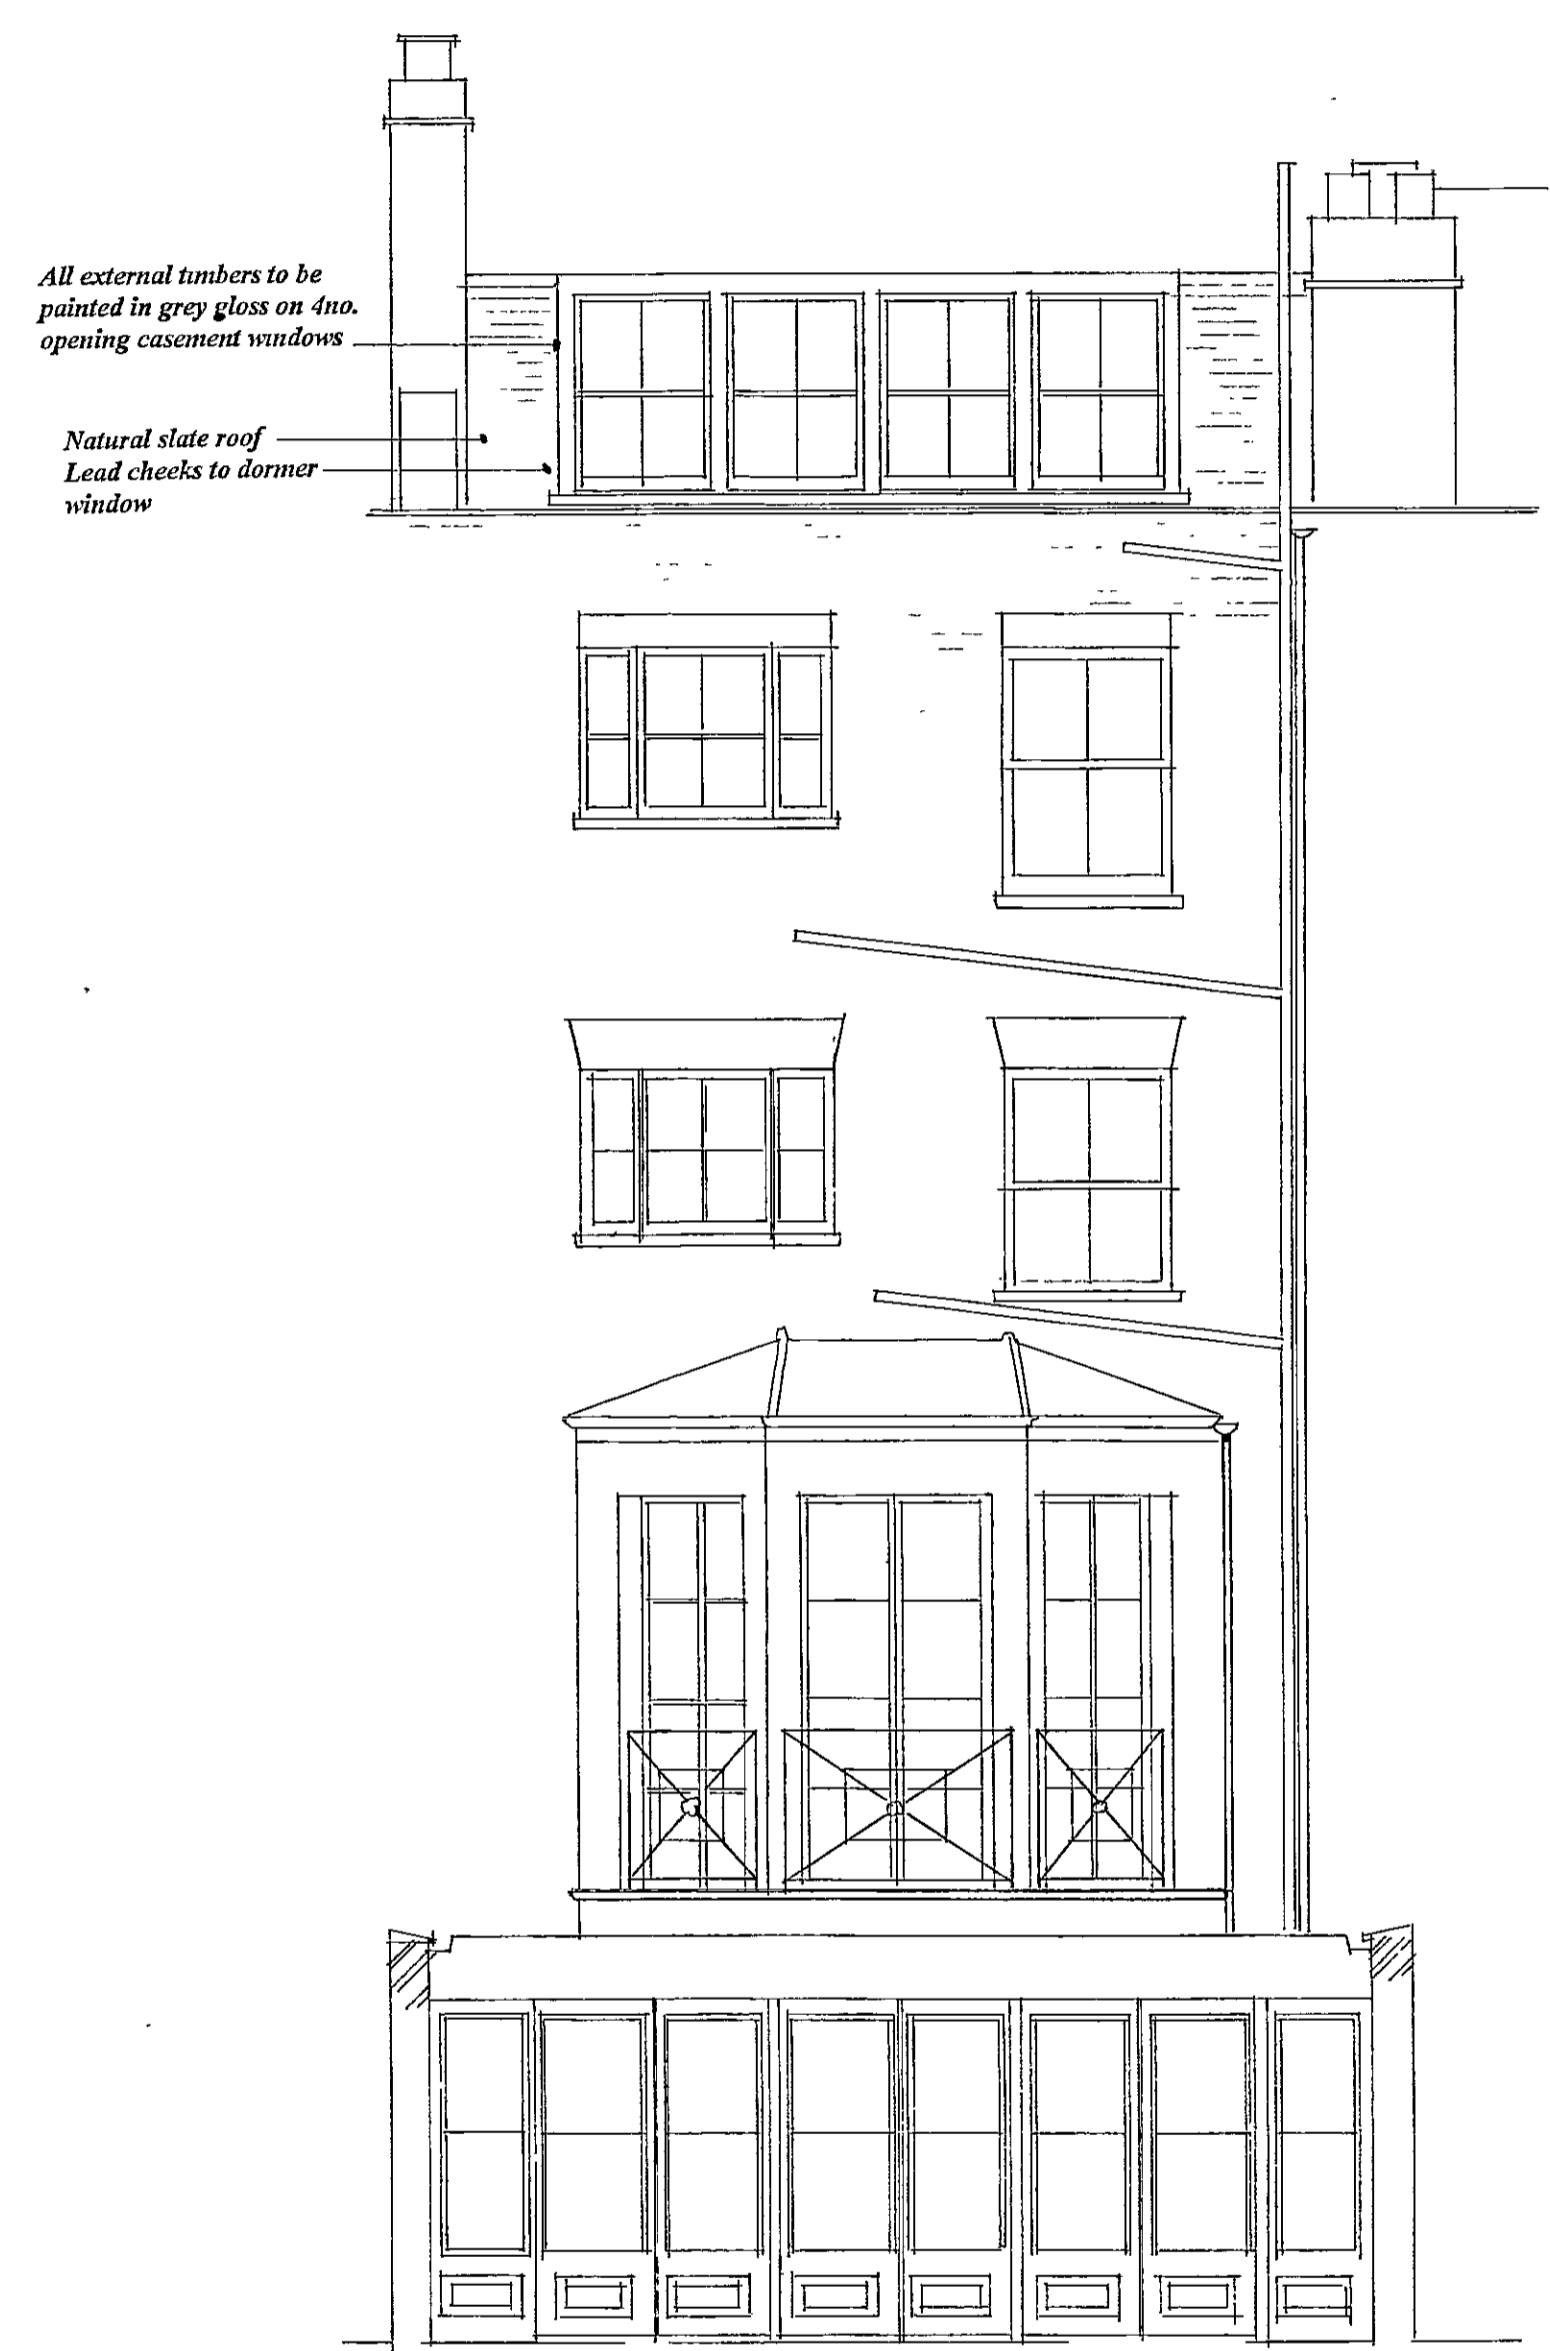 All external timbers to be
painted in grey gloss on 4no.
opening casement windows
Natural slate roof
Lead cheeks to dormer
window